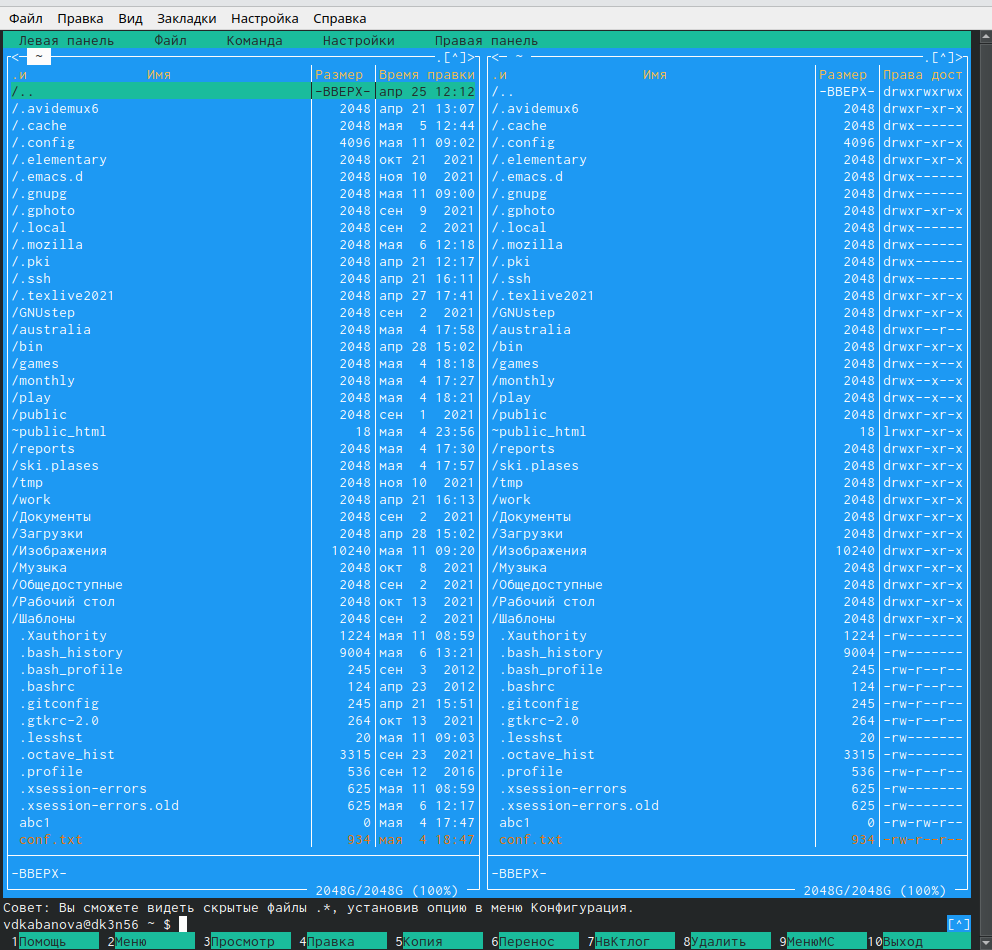 Файл Правка Вид Закладки Настройка Справка
Левая панель Файл Команда Настройки Правая панель
<─ ~ .[^]> <─ ~ .[^]>
.и Имя Размер Время правки .и Имя Размер Права дост
/.. -ВВЕРХ- апр 25 12:12 /.. -ВВЕРХ- drwxrwxrwx
/.avidemux6 2048 апр 21 13:07 /.avidemux6 2048 drwxr-xr-x
/.cache 2048 мая 5 12:44 /.cache 2048 drwx------
/.config 4096 мая 11 09:02 /.config 4096 drwxr-xr-x
/.elementary 2048 окт 21 2021 /.elementary 2048 drwxr-xr-x
/.emacs.d 2048 ноя 10 2021 /.emacs.d 2048 drwx------
/.gnupg 2048 мая 11 09:00 /.gnupg 2048 drwx------
/.gphoto 2048 сен 9 2021 /.gphoto 2048 drwxr-xr-x
/.local 2048 сен 2 2021 /.local 2048 drwx------
/.mozilla 2048 мая 6 12:18 /.mozilla 2048 drwx------
/.pki 2048 апр 21 12:17 /.pki 2048 drwx------
/.ssh 2048 апр 21 16:11 /.ssh 2048 drwx------
/.texlive2021 2048 апр 27 17:41 /.texlive2021 2048 drwxr-xr-x
/GNUstep 2048 сен 2 2021 /GNUstep 2048 drwxr-xr-x
/australia 2048 мая 4 17:58 /australia 2048 drwxr--r--
/bin 2048 апр 28 15:02 /bin 2048 drwxr-xr-x
/games 2048 мая 4 18:18 /games 2048 drwx--x--x
/monthly 2048 мая 4 17:27 /monthly 2048 drwxr-xr-x
/play 2048 мая 4 18:21 /play 2048 drwx--x--x
/public 2048 сен 1 2021 /public 2048 drwxr-xr-x
~public_html 18 мая 4 23:56 ~public_html 18 lrwxr-xr-x
/reports 2048 мая 4 17:30 /reports 2048 drwxr-xr-x
/ski.plases 2048 мая 4 17:57 /ski.plases 2048 drwxr-xr-x
/tmp 2048 ноя 10 2021 /tmp 2048 drwxr-xr-x
/work 2048 апр 21 16:13 /work 2048 drwxr-xr-x
/Документы 2048 сен 2 2021 /Документы 2048 drwxr-xr-x
/Загрузки 2048 апр 28 15:02 /Загрузки 2048 drwxr-xr-x
/Изображения 10240 мая 11 09:20 /Изображения 10240 drwxr-xr-x
/Музыка 2048 окт 8 2021 /Музыка 2048 drwxr-xr-x
/Общедоступные 2048 сен 2 2021 /Общедоступные 2048 drwxr-xr-x
/Рабочий стол 2048 окт 13 2021 /Рабочий стол 2048 drwxr-xr-x
/Шаблоны 2048 сен 2 2021 /Шаблоны 2048 drwxr-xr-x
.Xauthority 1224 мая 11 08:59 .Xauthority 1224 -rw-------
.bash_history 9004 мая 6 13:21 .bash_history 9004 -rw-------
.bash_profile 245 сен 3 2012 .bash_profile 245 -rw-r--r--
.bashrc 124 апр 23 2012 .bashrc 124 -rw-r--r--
.gitconfig 245 апр 21 15:51 .gitconfig 245 -rw-r--r--
.gtkrc-2.0 264 окт 13 2021 .gtkrc-2.0 264 -rw-r--r--
.lesshst 20 мая 11 09:03 .lesshst 20 -rw-------
.octave_hist 3315 сен 23 2021 .octave_hist 3315 -rw-------
.profile 536 сен 12 2016 .profile 536 -rw-r--r--
.xsession-errors 625 мая 11 08:59 .xsession-errors 625 -rw-------
.xsession-errors.old 625 мая 6 12:17 .xsession-errors.old 625 -rw-------
abc1 0 мая 4 17:47 abc1 0 -rw-rw-r--
conf.txt 934 мая 4 18:47 conf.txt 934 -rw-r--r--
-ВВЕРХ- -ВВЕРХ-
2048G/2048G (100%) 2048G/2048G (100%)
Совет: Вы сможете видеть скрытые файлы .*, установив опцию в меню Конфигурация.
vdkabanova@dk3n56 ~ $ [^]
1Помощь 2Меню 3Просмотр 4Правка 5Копия 6Перенос 7НвКтлог 8Удалить 9МенюMC 10Выход